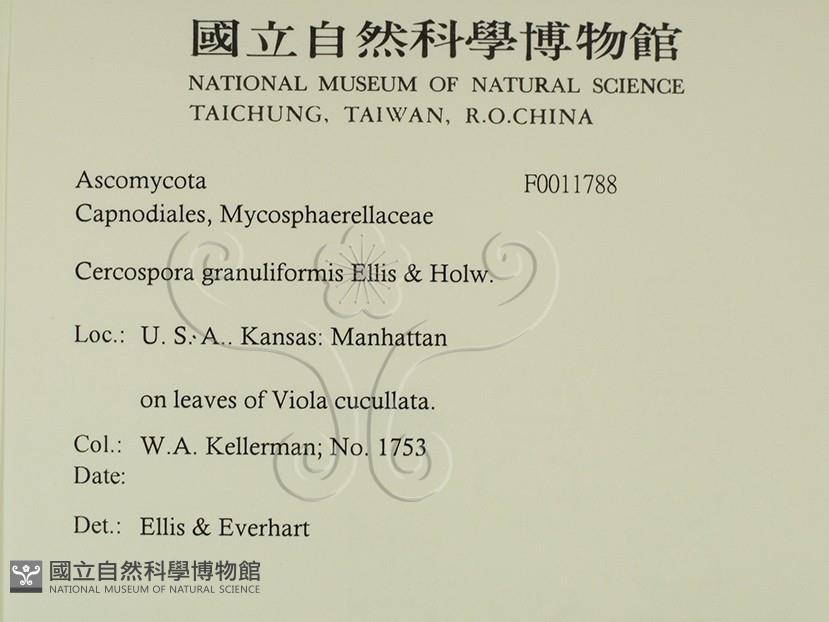 國立自然科學博物館
NATIONAL MUSEUM OF NATURAL SCIENCE
TAICHUNG, TAIWAN, R.O.CHINA
Ascomycota F0011788
Capnodiales, Mycosphaerellaceae
Cercospora granuliformis Ellis & Holw.
Loc.: U. S. A.. Kansas: Manhattan
on leaves of Viola cucullata.
Col.: W.A. Kellerman; No. 1753
Date:
Det.: Ellis & Everhart
國立自然科學博物館
NATIONAL MUSEUM OF NATURAL SCIENCE